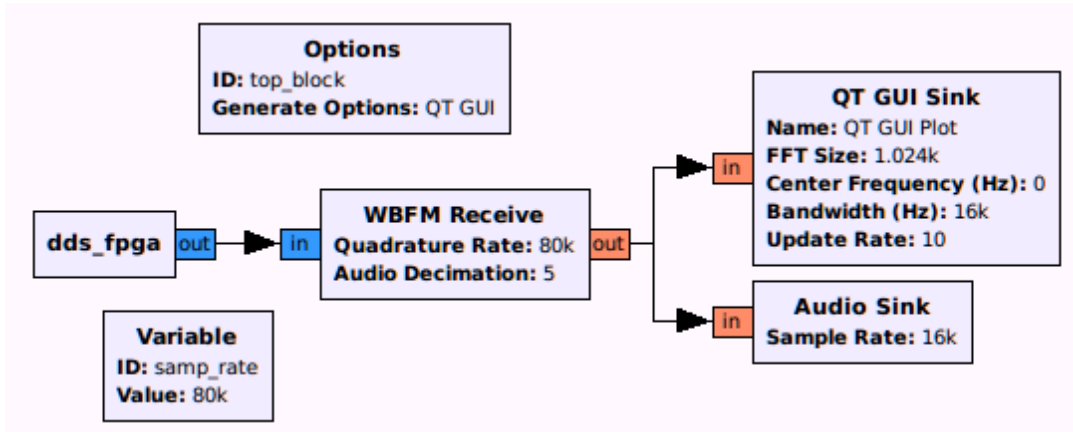 Options
ID: top_block
Generate Options: QT GUI
QT GUI Sink
Name: QT GUI Plot
FFT Size: 1.024k
Center Frequency (Hz): 0
Bandwidth (Hz): 16k
Update Rate: 10
in
dds_fpga
out
in
WBFM Receive
Quadrature Rate: 80k
Audio Decimation: 5
out
in
Audio Sink
Sample Rate: 16k
Variable
ID: samp_rate
Value: 80k